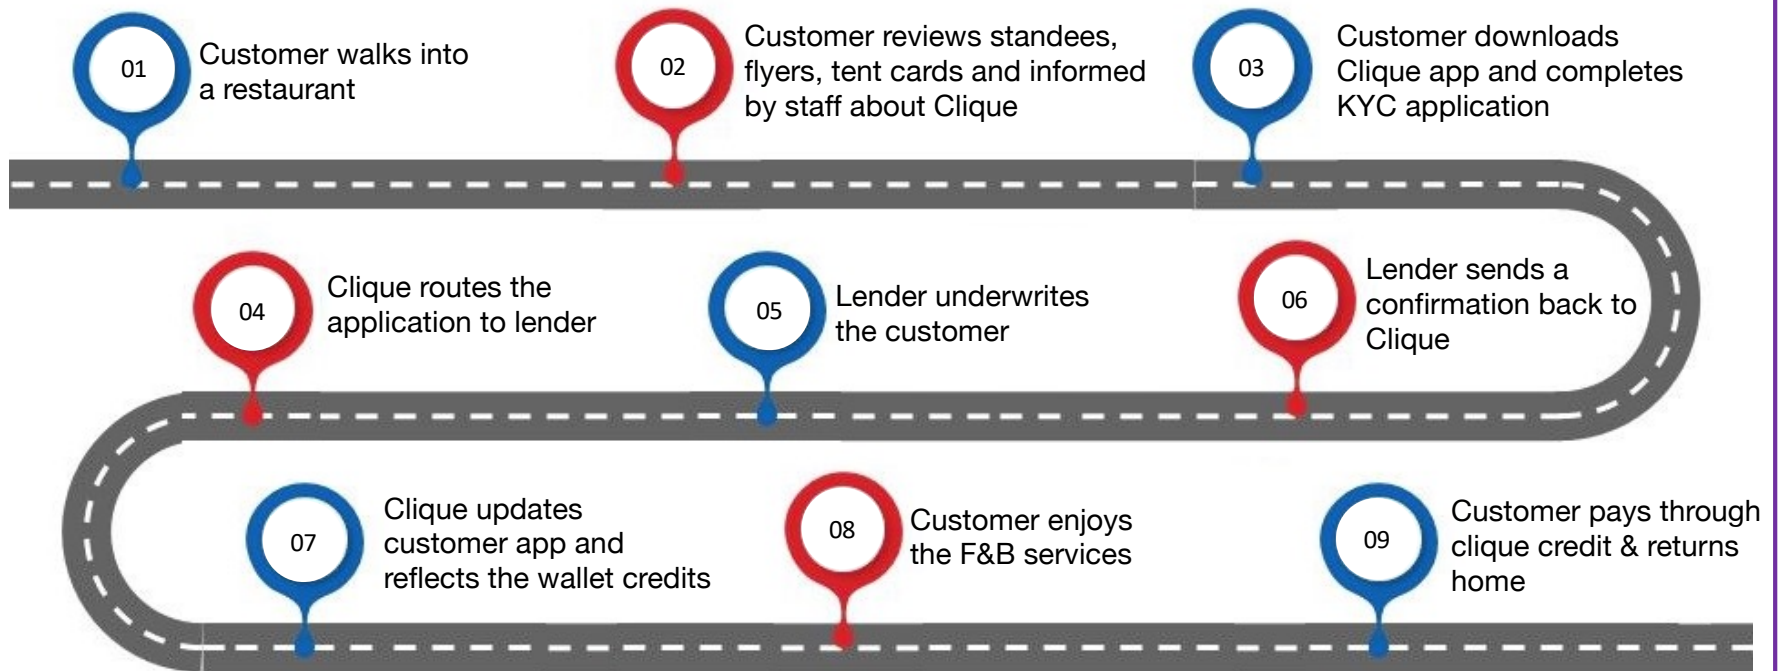 01
Customer walks into
a restaurant
02
Customer reviews standees,
flyers, tent cards and informed
by staff about Clique
03
Customer downloads
Clique app and completes
KYC application
04
Clique routes the
application to lender
05
Lender underwrites
the customer
06
Lender sends a
confirmation back to
Clique
07
Clique updates
customer app and
reflects the wallet credits
08
Customer enjoys
the F&B services
09
Customer pays through
clique credit & returns
home